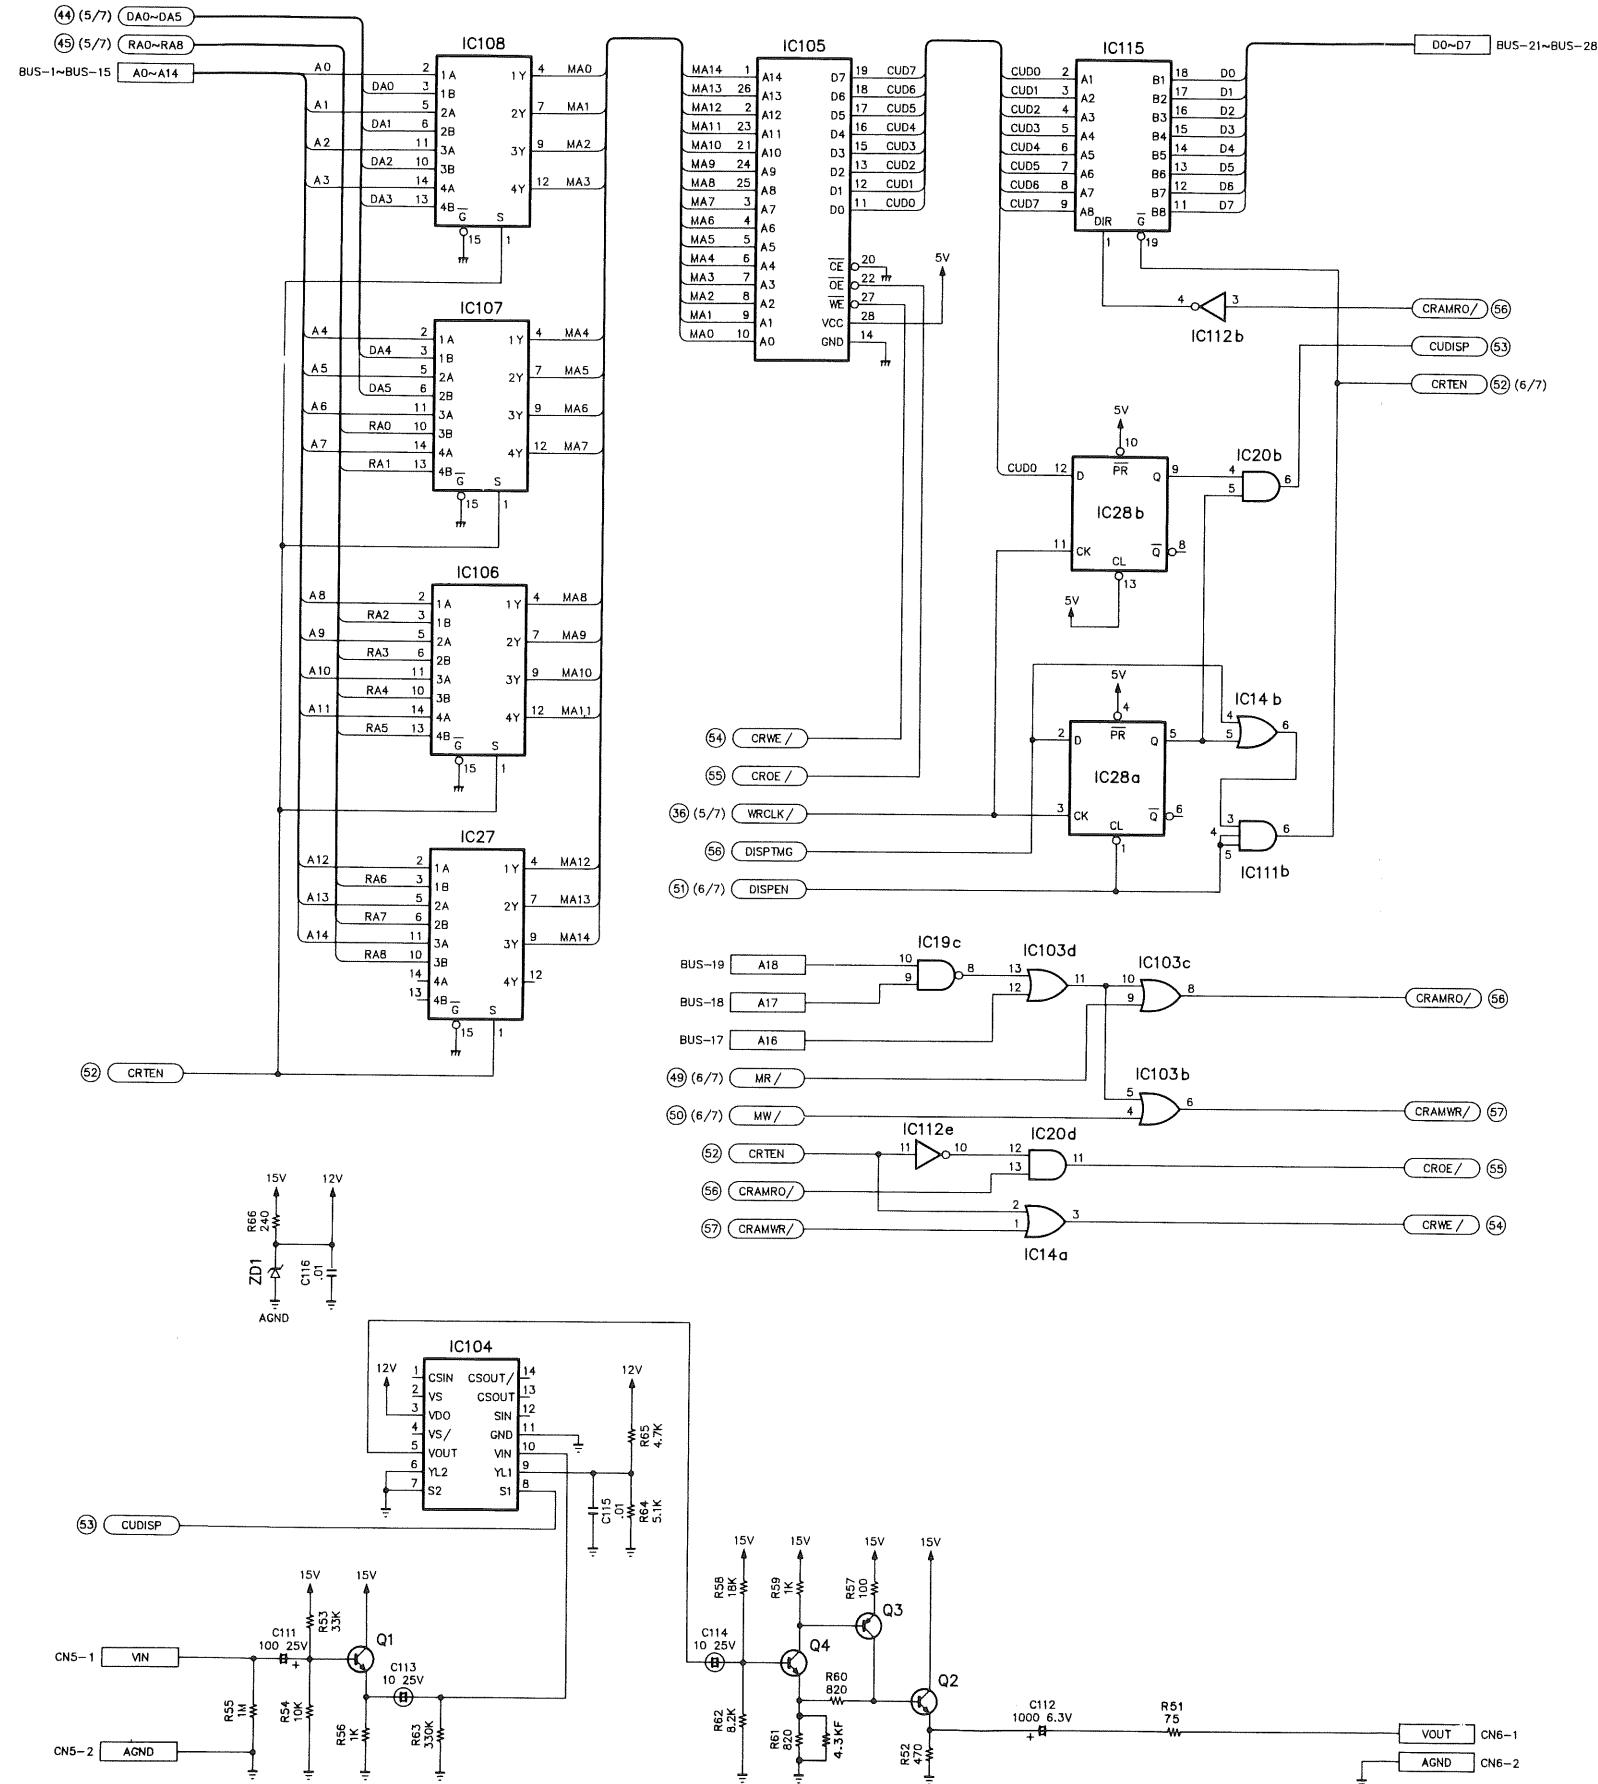 44 (5/7) DA0~DA5
45 (5/7) RA0~RA8
BUS-1~BUS-15 A0~A14
IC108
A0 2 1A 1Y 4 MA0
DA0 3 1B
A1 5 2A 2Y 7 MA1
DA1 6 2B
A2 11 3A 3Y 9 MA2
DA2 10 3B
A3 14 4A 4Y 12 MA3
DA3 13 4B
G S
15 1
IC107
A4 2 1A 1Y 4 MA4
DA4 3 1B
A5 5 2A 2Y 7 MA5
DA5 6 2B
A6 11 3A 3Y 9 MA6
RA0 10 3B
A7 14 4A 4Y 12 MA7
RA1 13 4B
G S
15 1
IC106
A8 2 1A 1Y 4 MA8
RA2 3 1B
A9 5 2A 2Y 7 MA9
RA3 6 2B
A10 11 3A 3Y 9 MA10
RA4 10 3B
A11 14 4A 4Y 12 MA11
RA5 13 4B
G S
15 1
IC27
A12 2 1A 1Y 4 MA12
RA6 3 1B
A13 5 2A 2Y 7 MA13
RA7 6 2B
A14 11 3A 3Y 9 MA14
RA8 10 3B
14 4A 4Y 12
13 4B
G S
15 1
52 CRTEN
IC105
MA14 1 A14 D7 19 CUD7
MA13 26 A13 D6 18 CUD6
MA12 2 A12 D5 17 CUD5
MA11 23 A11 D4 16 CUD4
MA10 21 A10 D3 15 CUD3
MA9 24 A9 D2 13 CUD2
MA8 25 A8 D1 12 CUD1
MA7 3 A7 D0 11 CUD0
MA6 4 A6
MA5 5 A5
MA4 6 A4 CE 20
MA3 7 A3 OE 22
MA2 8 A2 WE 27
MA1 9 A1 VCC 28
MA0 10 A0 GND 14
5V
IC115
D0~D7 BUS-21~BUS-28
CUD0 2 A1 B1 18 D0
CUD1 3 A2 B2 17 D1
CUD2 4 A3 B3 16 D2
CUD3 5 A4 B4 15 D3
CUD4 6 A5 B5 14 D4
CUD5 7 A6 B6 13 D5
CUD6 8 A7 B7 12 D6
CUD7 9 A8 B8 11 D7
DIR G
1 19
4 3 CRAMRO/ 56
IC112b
CUDISP 53
CRTEN 52 (6/7)
5V
10
IC20b
CUD0 12 D PR Q 9 4 6
5
IC28b
11 CK Q 8
CL
13
5V
5V
4
IC14b
2 D PR Q 5 4 5 6
IC28a
3 CK Q 6
CL
1
3 4 5 6
IC111b
54 CRWE/
55 CROE/
36 (5/7) WRCLK/
56 DISPTMG
51 (6/7) DISPEN
IC19c IC103d IC103c
BUS-19 A18 10 8 13 11 10 8 CRAMRO/ 56
BUS-18 A17 9 12 9
BUS-17 A16
49 (6/7) MR/
IC103b
50 (6/7) MW/ 5 4 6 CRAMWR/ 57
IC112e IC20d
52 CRTEN 11 10 12 11 CROE/ 55
56 CRAMRO/ 13
2
57 CRAMWR/ 1 3 CRWE/ 54
IC14a
15V 12V
R66 240
ZD1
C116 .01
AGND
IC104
12V
1 CSIN CSOUT/ 14
2 VS CSOUT 13
3 VDO SIN 12
4 VS/ GND 11
5 VOUT VIN 10
6 YL2 YL1 9
7 S2 S1 8
12V
R65 4.7K
C115 .01
R64 5.1K
53 CUDISP
15V 15V
R53 33K
C111 100 25V +
Q1
CN5-1 VIN
C113 10 25V
R55 1M
R54 10K
R56 1K
R63 330K
CN5-2 AGND
15V 15V 15V 15V
R58 18K
R59 1K
R57 100
Q3
C114 10 25V
Q4
R60 820
Q2
R62 8.2K
R61 820
4.3KF
R52 470
C112 1000 6.3V +
R51 75
VOUT CN6-1
AGND CN6-2